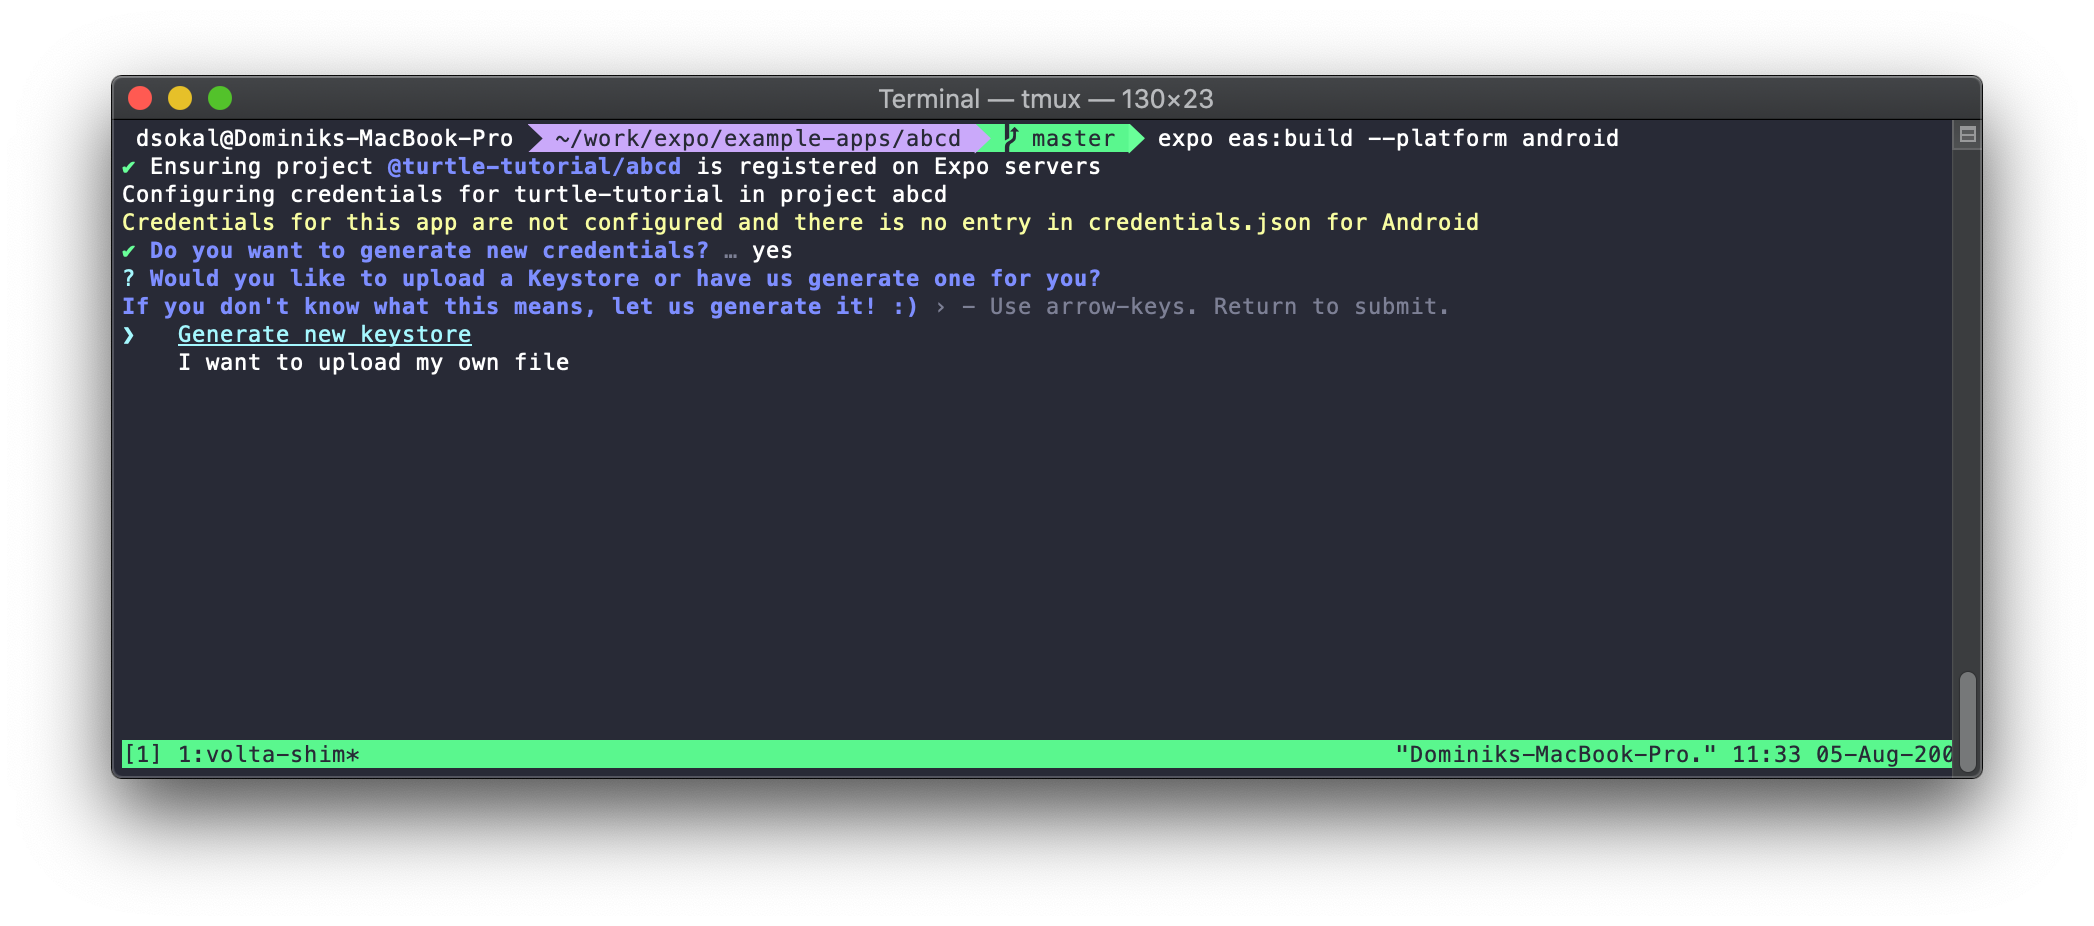 Terminal — tmux — 130×23
dsokal@Dominiks-MacBook-Pro ~/work/expo/example-apps/abcd master expo eas:build --platform android
✔ Ensuring project @turtle-tutorial/abcd is registered on Expo servers
Configuring credentials for turtle-tutorial in project abcd
Credentials for this app are not configured and there is no entry in credentials.json for Android
✔ Do you want to generate new credentials? … yes
? Would you like to upload a Keystore or have us generate one for you?
If you don't know what this means, let us generate it! :) › - Use arrow-keys. Return to submit.
❯ Generate new keystore
I want to upload my own file
[1] 1:volta-shim* "Dominiks-MacBook-Pro." 11:33 05-Aug-200